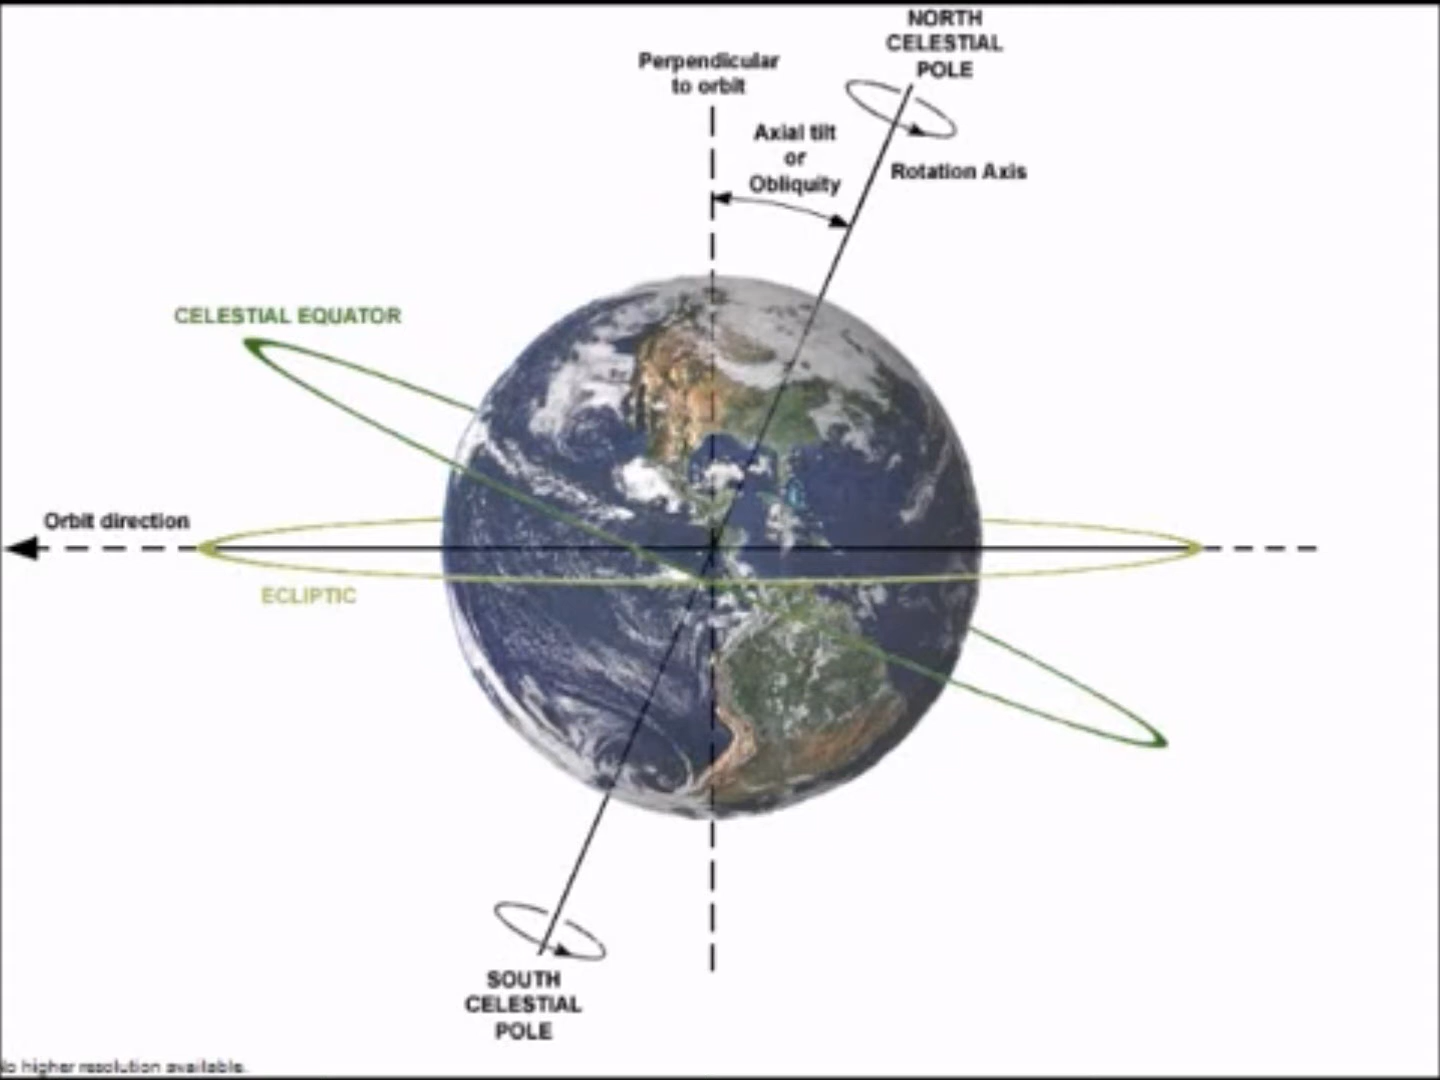 NORTH
CELESTIAL
POLE
Perpendicular
to orbit
Axial tilt
or
Obliquity
Rotation Axis
CELESTIAL EQUATOR
Orbit direction
ECLIPTIC
SOUTH
CELESTIAL
POLE
higher resolution available.